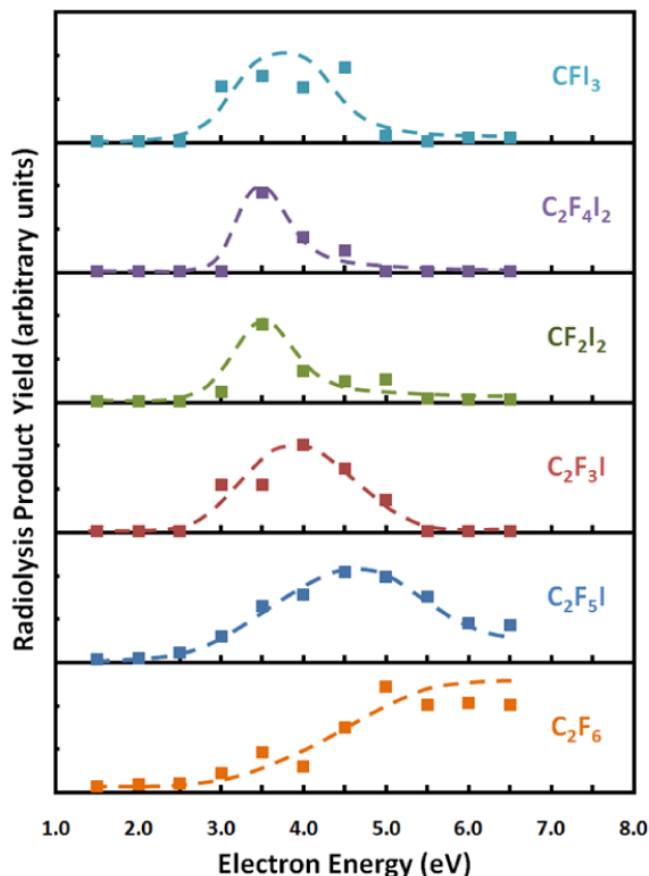 CFI₃
C₂F₄I₂
CF₂I₂
C₂F₃I
C₂F₅I
C₂F₆
Radiolysis Product Yield (arbitrary units)
1.0 2.0 3.0 4.0 5.0 6.0 7.0 8.0
Electron Energy (eV)